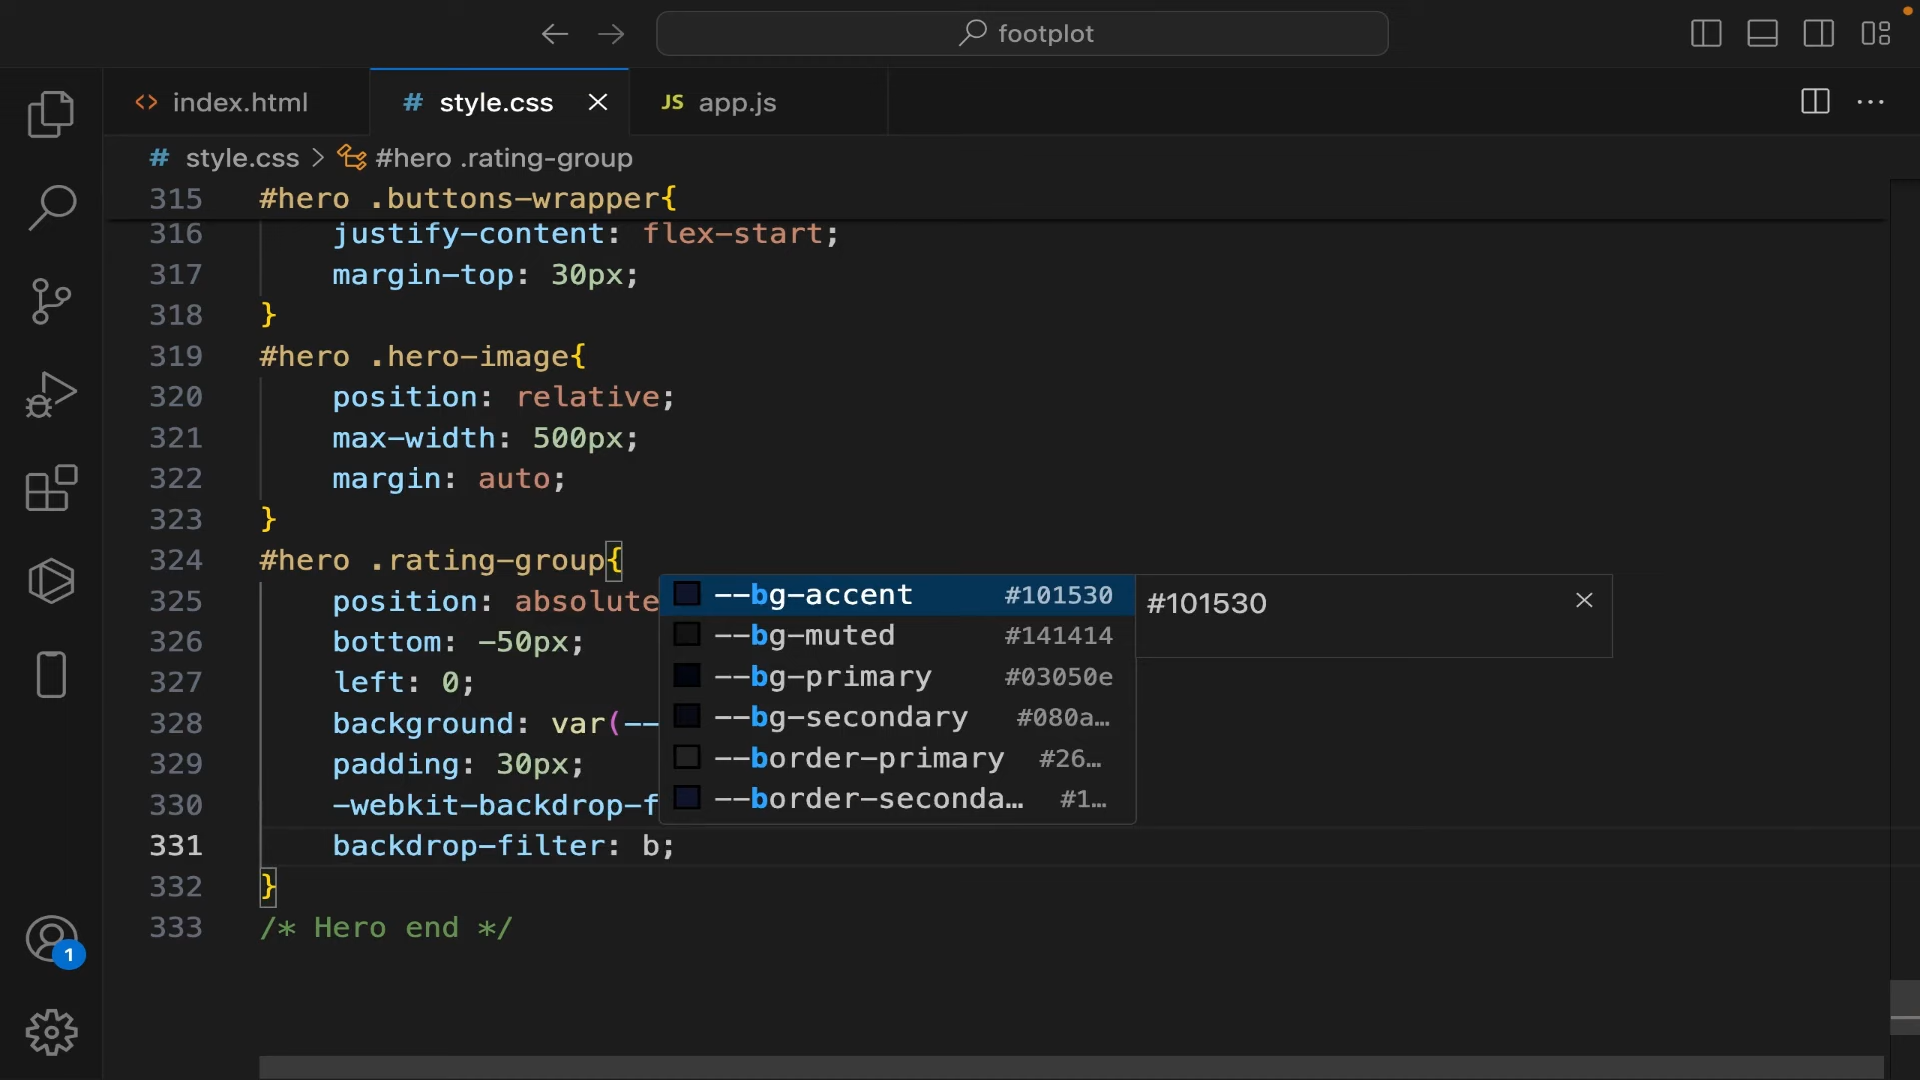 footplot
<> index.html
# style.css
JS app.js
# style.css > #hero .rating-group
315 #hero .buttons-wrapper{
316 justify-content: flex-start;
317 margin-top: 30px;
318 }
319 #hero .hero-image{
320 position: relative;
321 max-width: 500px;
322 margin: auto;
323 }
324 #hero .rating-group{
325 position: absolute
326 bottom: -50px;
327 left: 0;
328 background: var(--
329 padding: 30px;
330 -webkit-backdrop-f
331 backdrop-filter: b;
332 }
333 /* Hero end */
--bg-accent #101530
--bg-muted #141414
--bg-primary #03050e
--bg-secondary #080a…
--border-primary #26…
--border-seconda… #1…
#101530
1